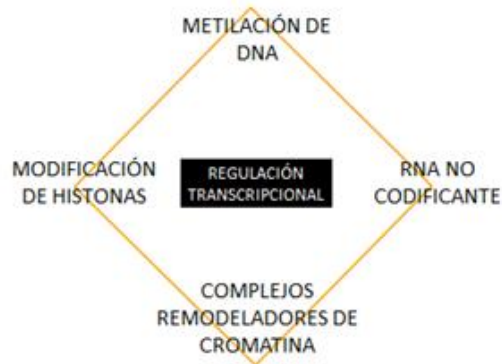 METILACIÓN DE
DNA
MODIFICACIÓN
DE HISTONAS
REGULACIÓN
TRANSCRIPCIONAL
RNA NO
CODIFICANTE
COMPLEJOS
REMODELADORES DE
CROMATINA